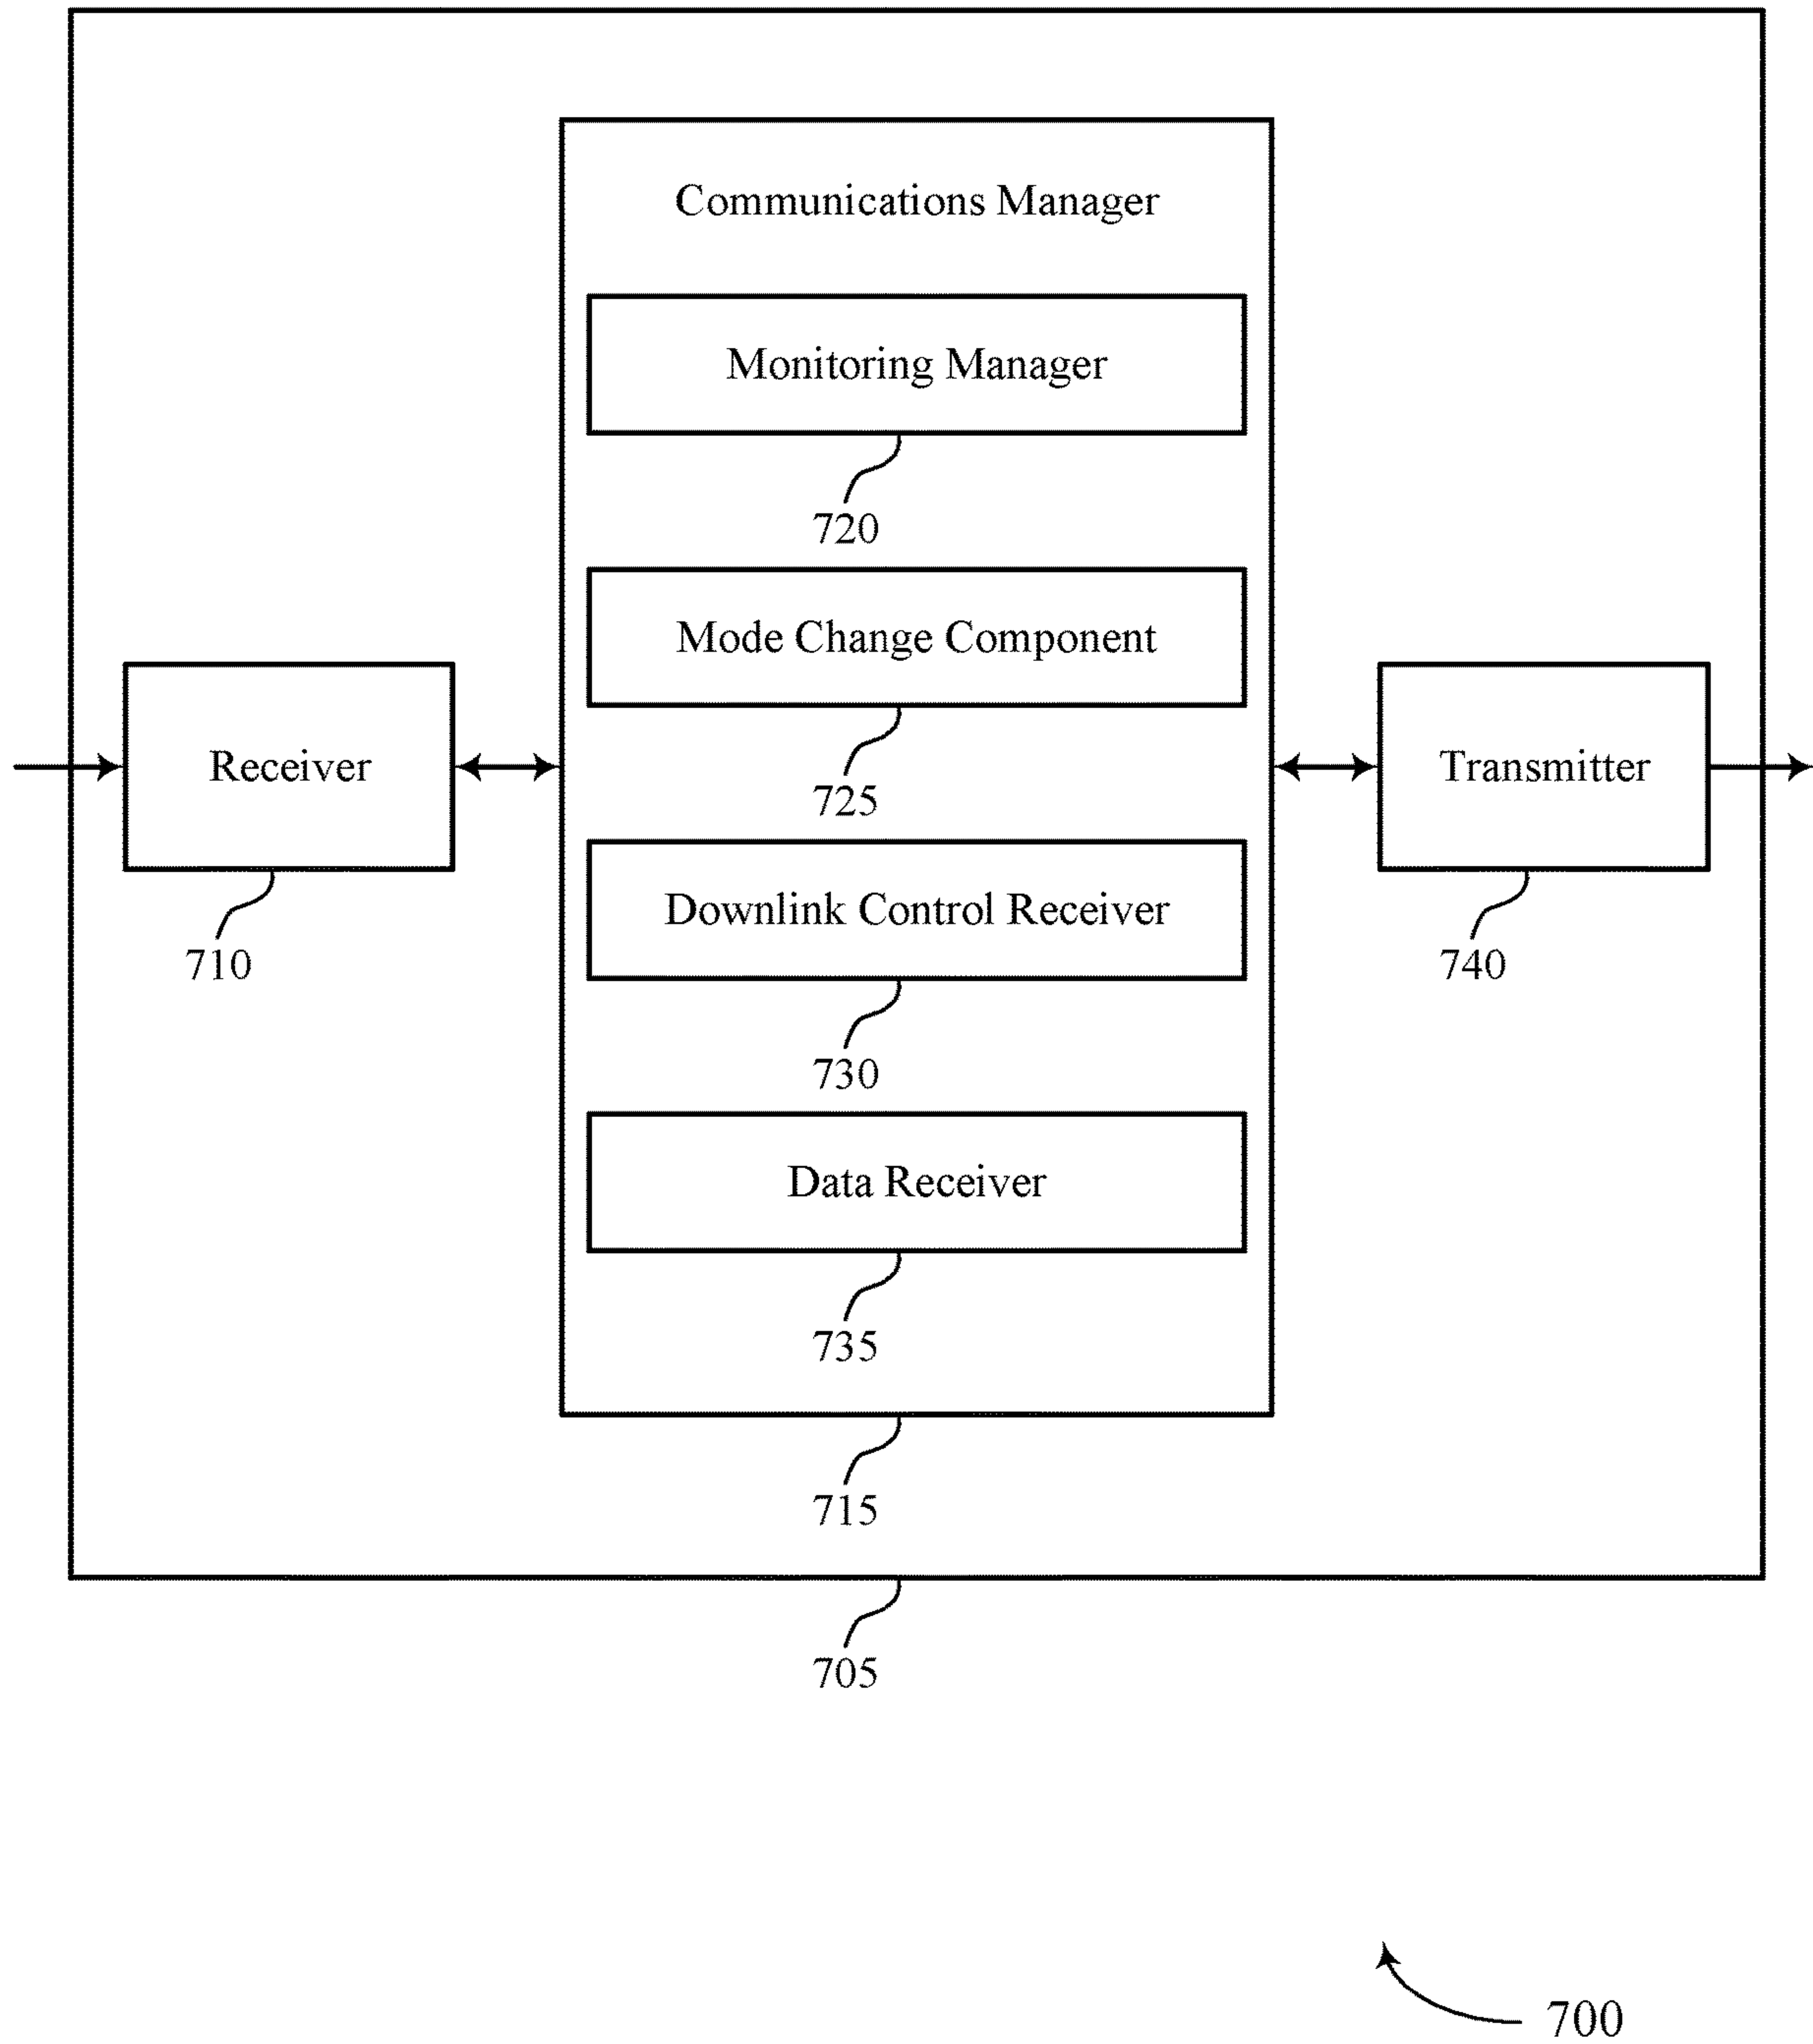 Communications Manager
Monitoring Manager
720
Mode Change Component
725
Receiver
710
Transmitter
740
Downlink Control Receiver
730
Data Receiver
735
715
705
700